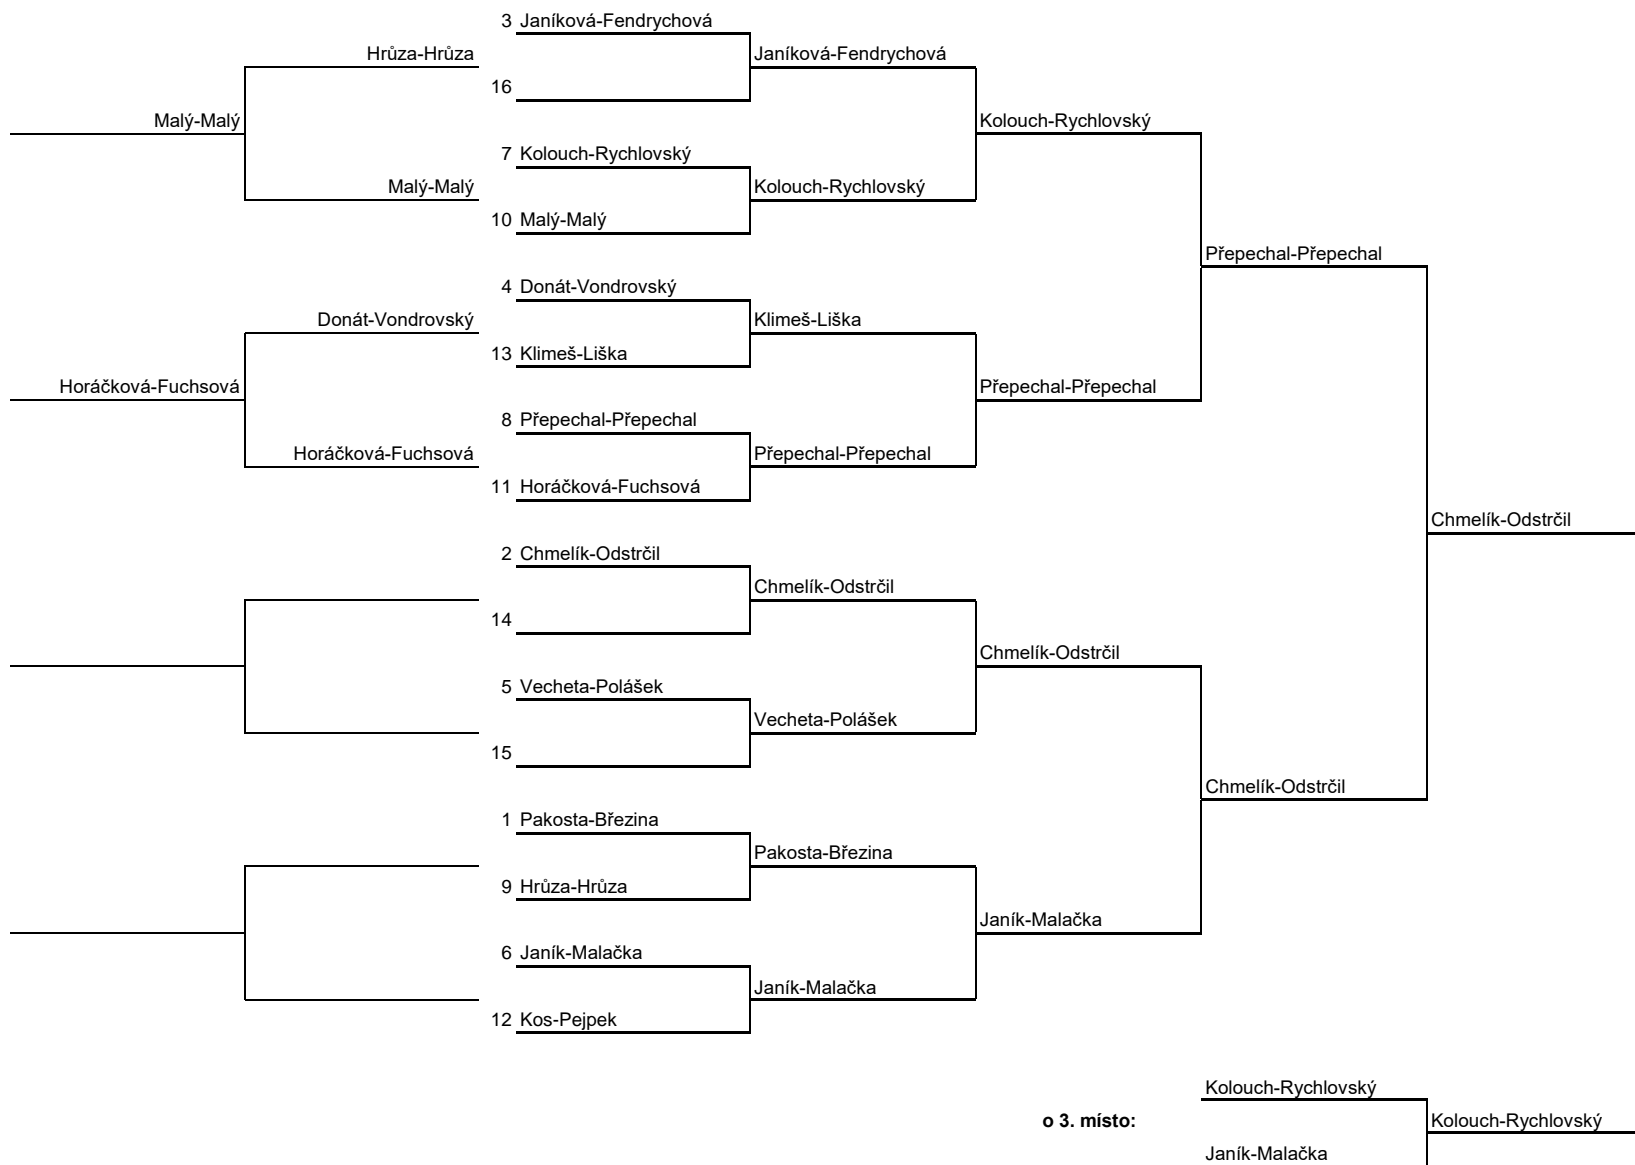 3 Janíková-Fendrychová
Hrůza-Hrůza
Janíková-Fendrychová
16
Malý-Malý
Kolouch-Rychlovský
7 Kolouch-Rychlovský
Malý-Malý
Kolouch-Rychlovský
10 Malý-Malý
Přepechal-Přepechal
4 Donát-Vondrovský
Donát-Vondrovský
Klimeš-Liška
13 Klimeš-Liška
Horáčková-Fuchsová
Přepechal-Přepechal
8 Přepechal-Přepechal
Horáčková-Fuchsová
Přepechal-Přepechal
11 Horáčková-Fuchsová
Chmelík-Odstrčil
2 Chmelík-Odstrčil
Chmelík-Odstrčil
14
Chmelík-Odstrčil
5 Vecheta-Polášek
Vecheta-Polášek
15
Chmelík-Odstrčil
1 Pakosta-Březina
Pakosta-Březina
9 Hrůza-Hrůza
Janík-Malačka
6 Janík-Malačka
Janík-Malačka
12 Kos-Pejpek
Kolouch-Rychlovský
o 3. místo:
Kolouch-Rychlovský
Janík-Malačka